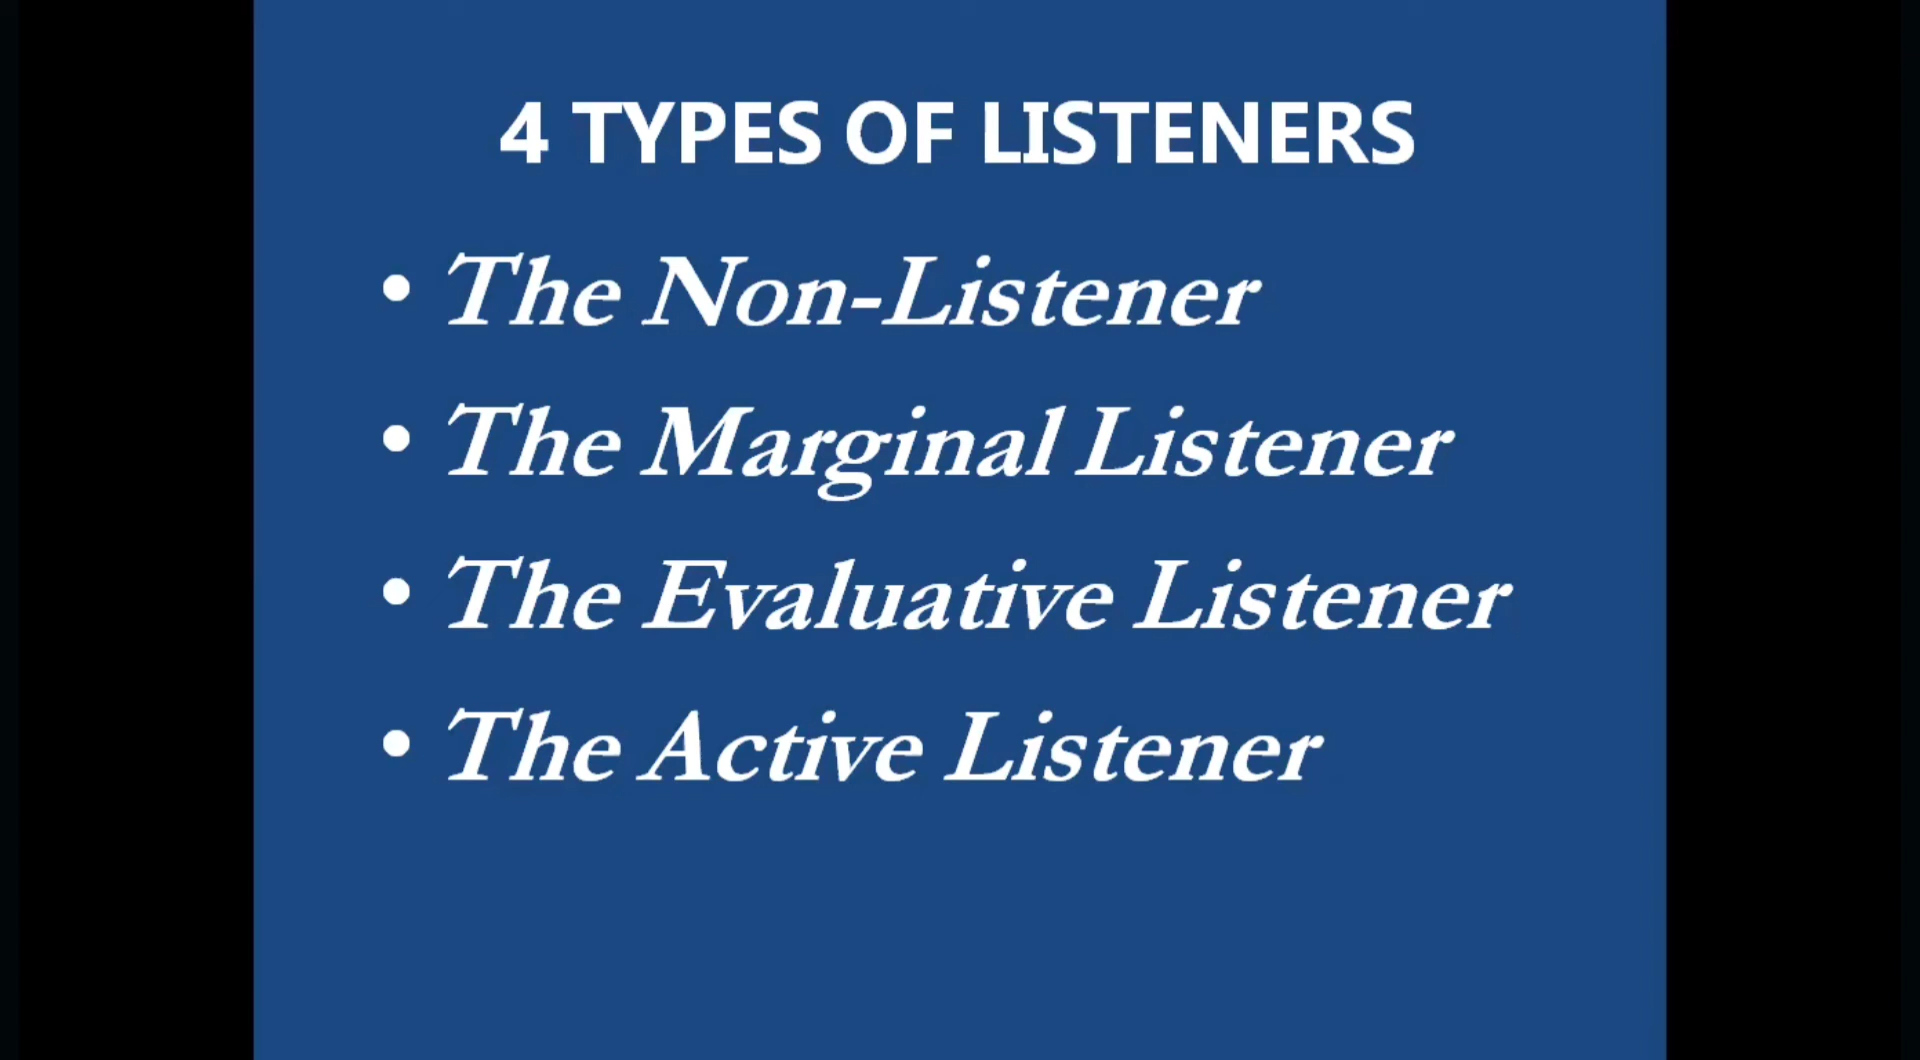 4 TYPES OF LISTENERS
• The Non-Listener
• The Marginal Listener
• The Evaluative Listener
• The Active Listener